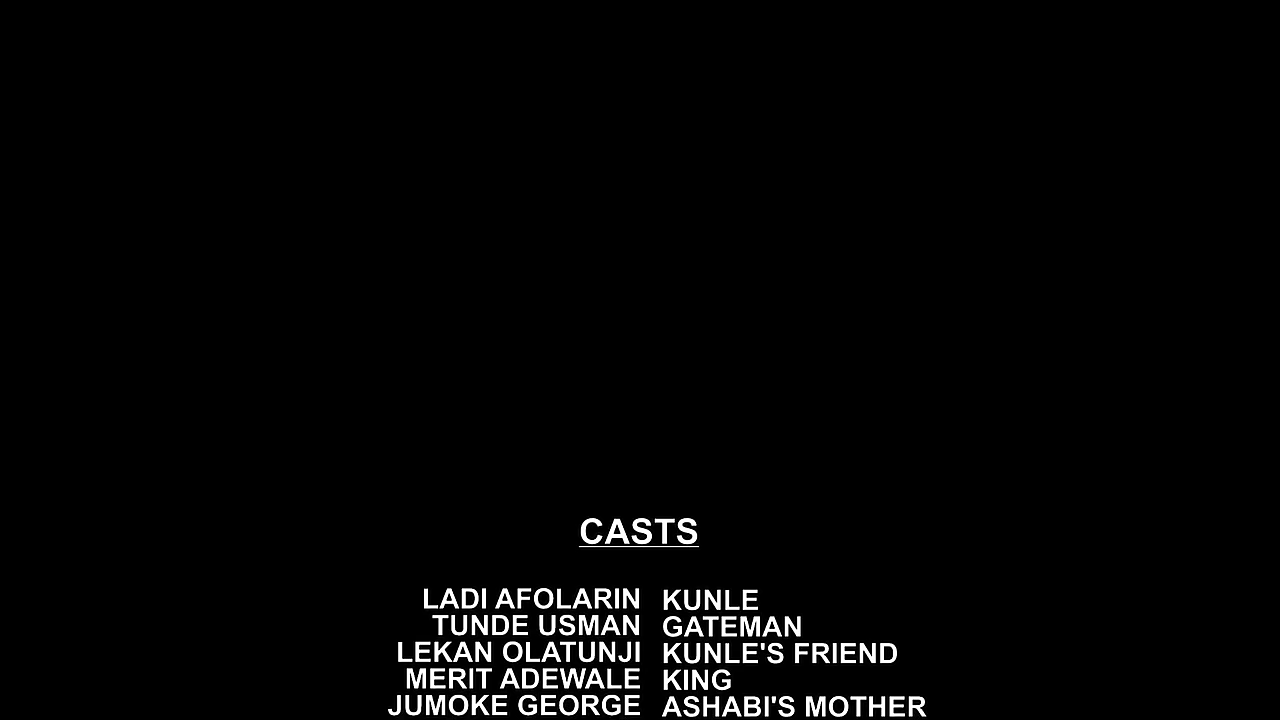 CASTS
LADI AFOLARIN KUNLE
TUNDE USMAN GATEMAN
LEKAN OLATUNJI KUNLE'S FRIEND
MERIT ADEWALE KING
JUMOKE GEORGE ASHABI'S MOTHER